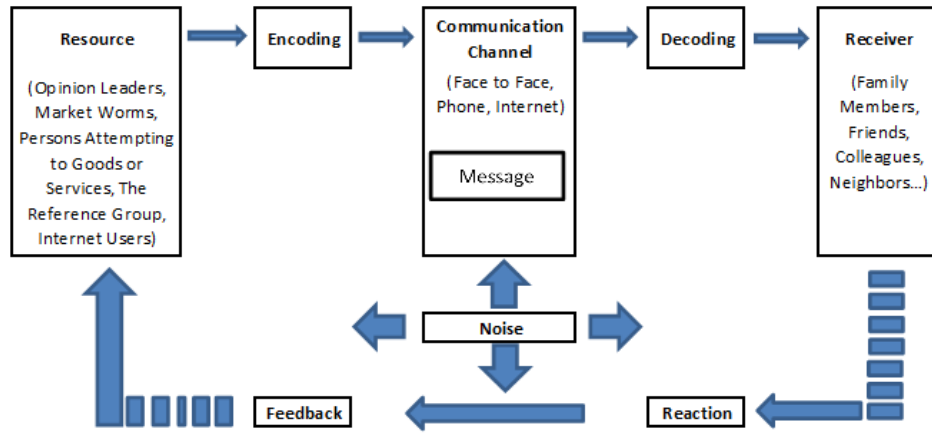 Resource
(Opinion Leaders,
Market Worms,
Persons Attempting
to Goods or
Services, The
Reference Group,
Internet Users)
Encoding
Communication
Channel
(Face to Face,
Phone, Internet)
Message
Decoding
Receiver
(Family
Members,
Friends,
Colleagues,
Neighbors...)
Noise
Feedback
Reaction